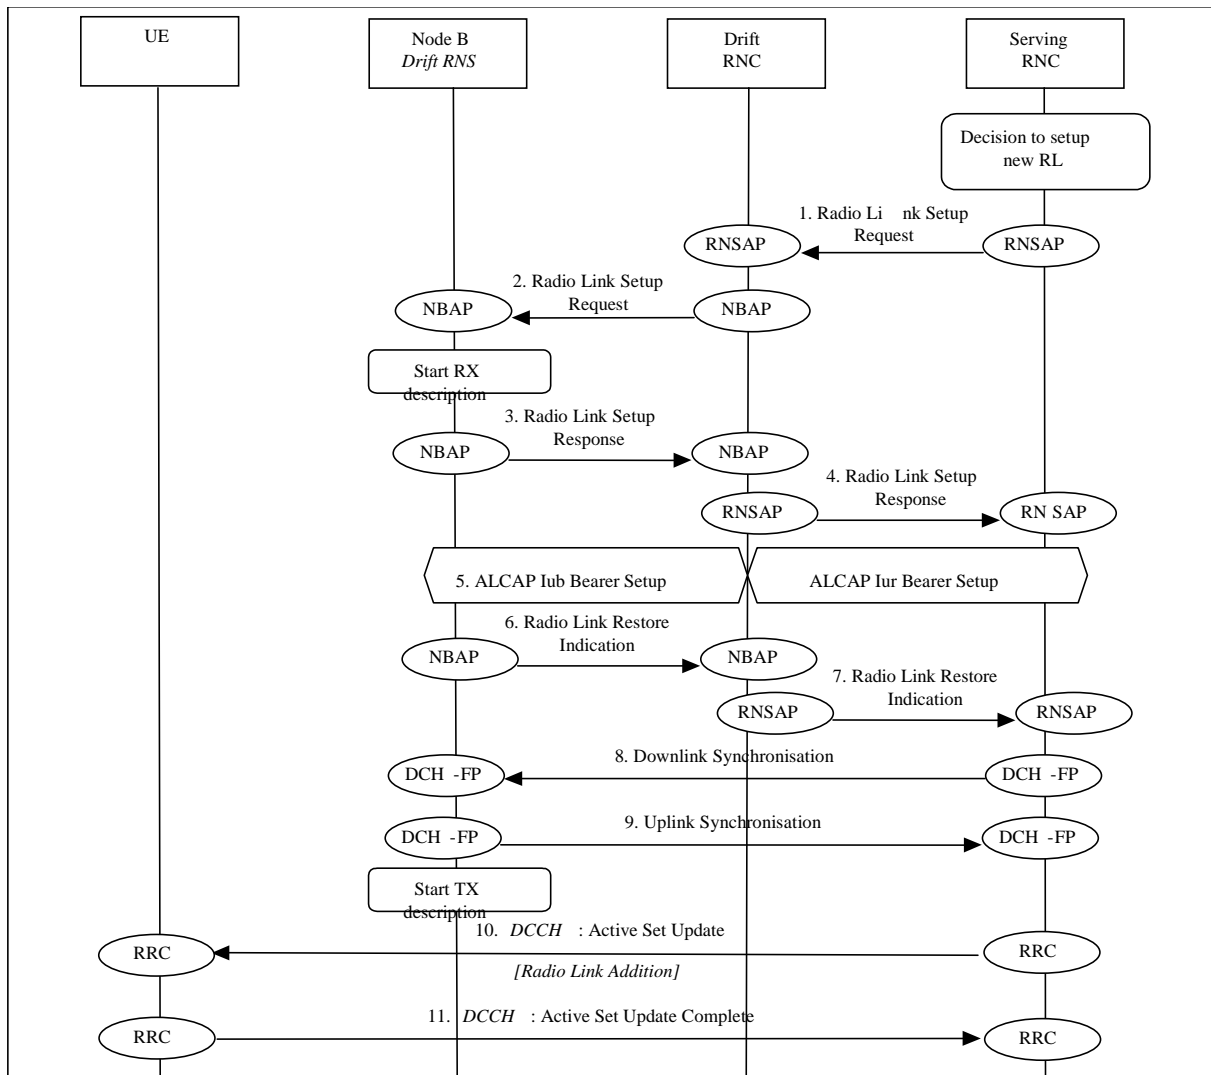 UE
Node B
Drift RNS
Drift
RNC
Serving
RNC
Decision to setup
new RL
1. Radio Li nk Setup
Request
RNSAP
RNSAP
2. Radio Link Setup
Request
NBAP
NBAP
Start RX
description
3. Radio Link Setup
Response
NBAP
NBAP
4. Radio Link Setup
Response
RNSAP
RN SAP
5. ALCAP Iub Bearer Setup
ALCAP Iur Bearer Setup
6. Radio Link Restore
Indication
NBAP
NBAP
7. Radio Link Restore
Indication
RNSAP
RNSAP
8. Downlink Synchronisation
DCH -FP
DCH -FP
9. Uplink Synchronisation
DCH -FP
DCH -FP
Start TX
description
10. DCCH : Active Set Update
RRC
RRC
[Radio Link Addition]
11. DCCH : Active Set Update Complete
RRC
RRC